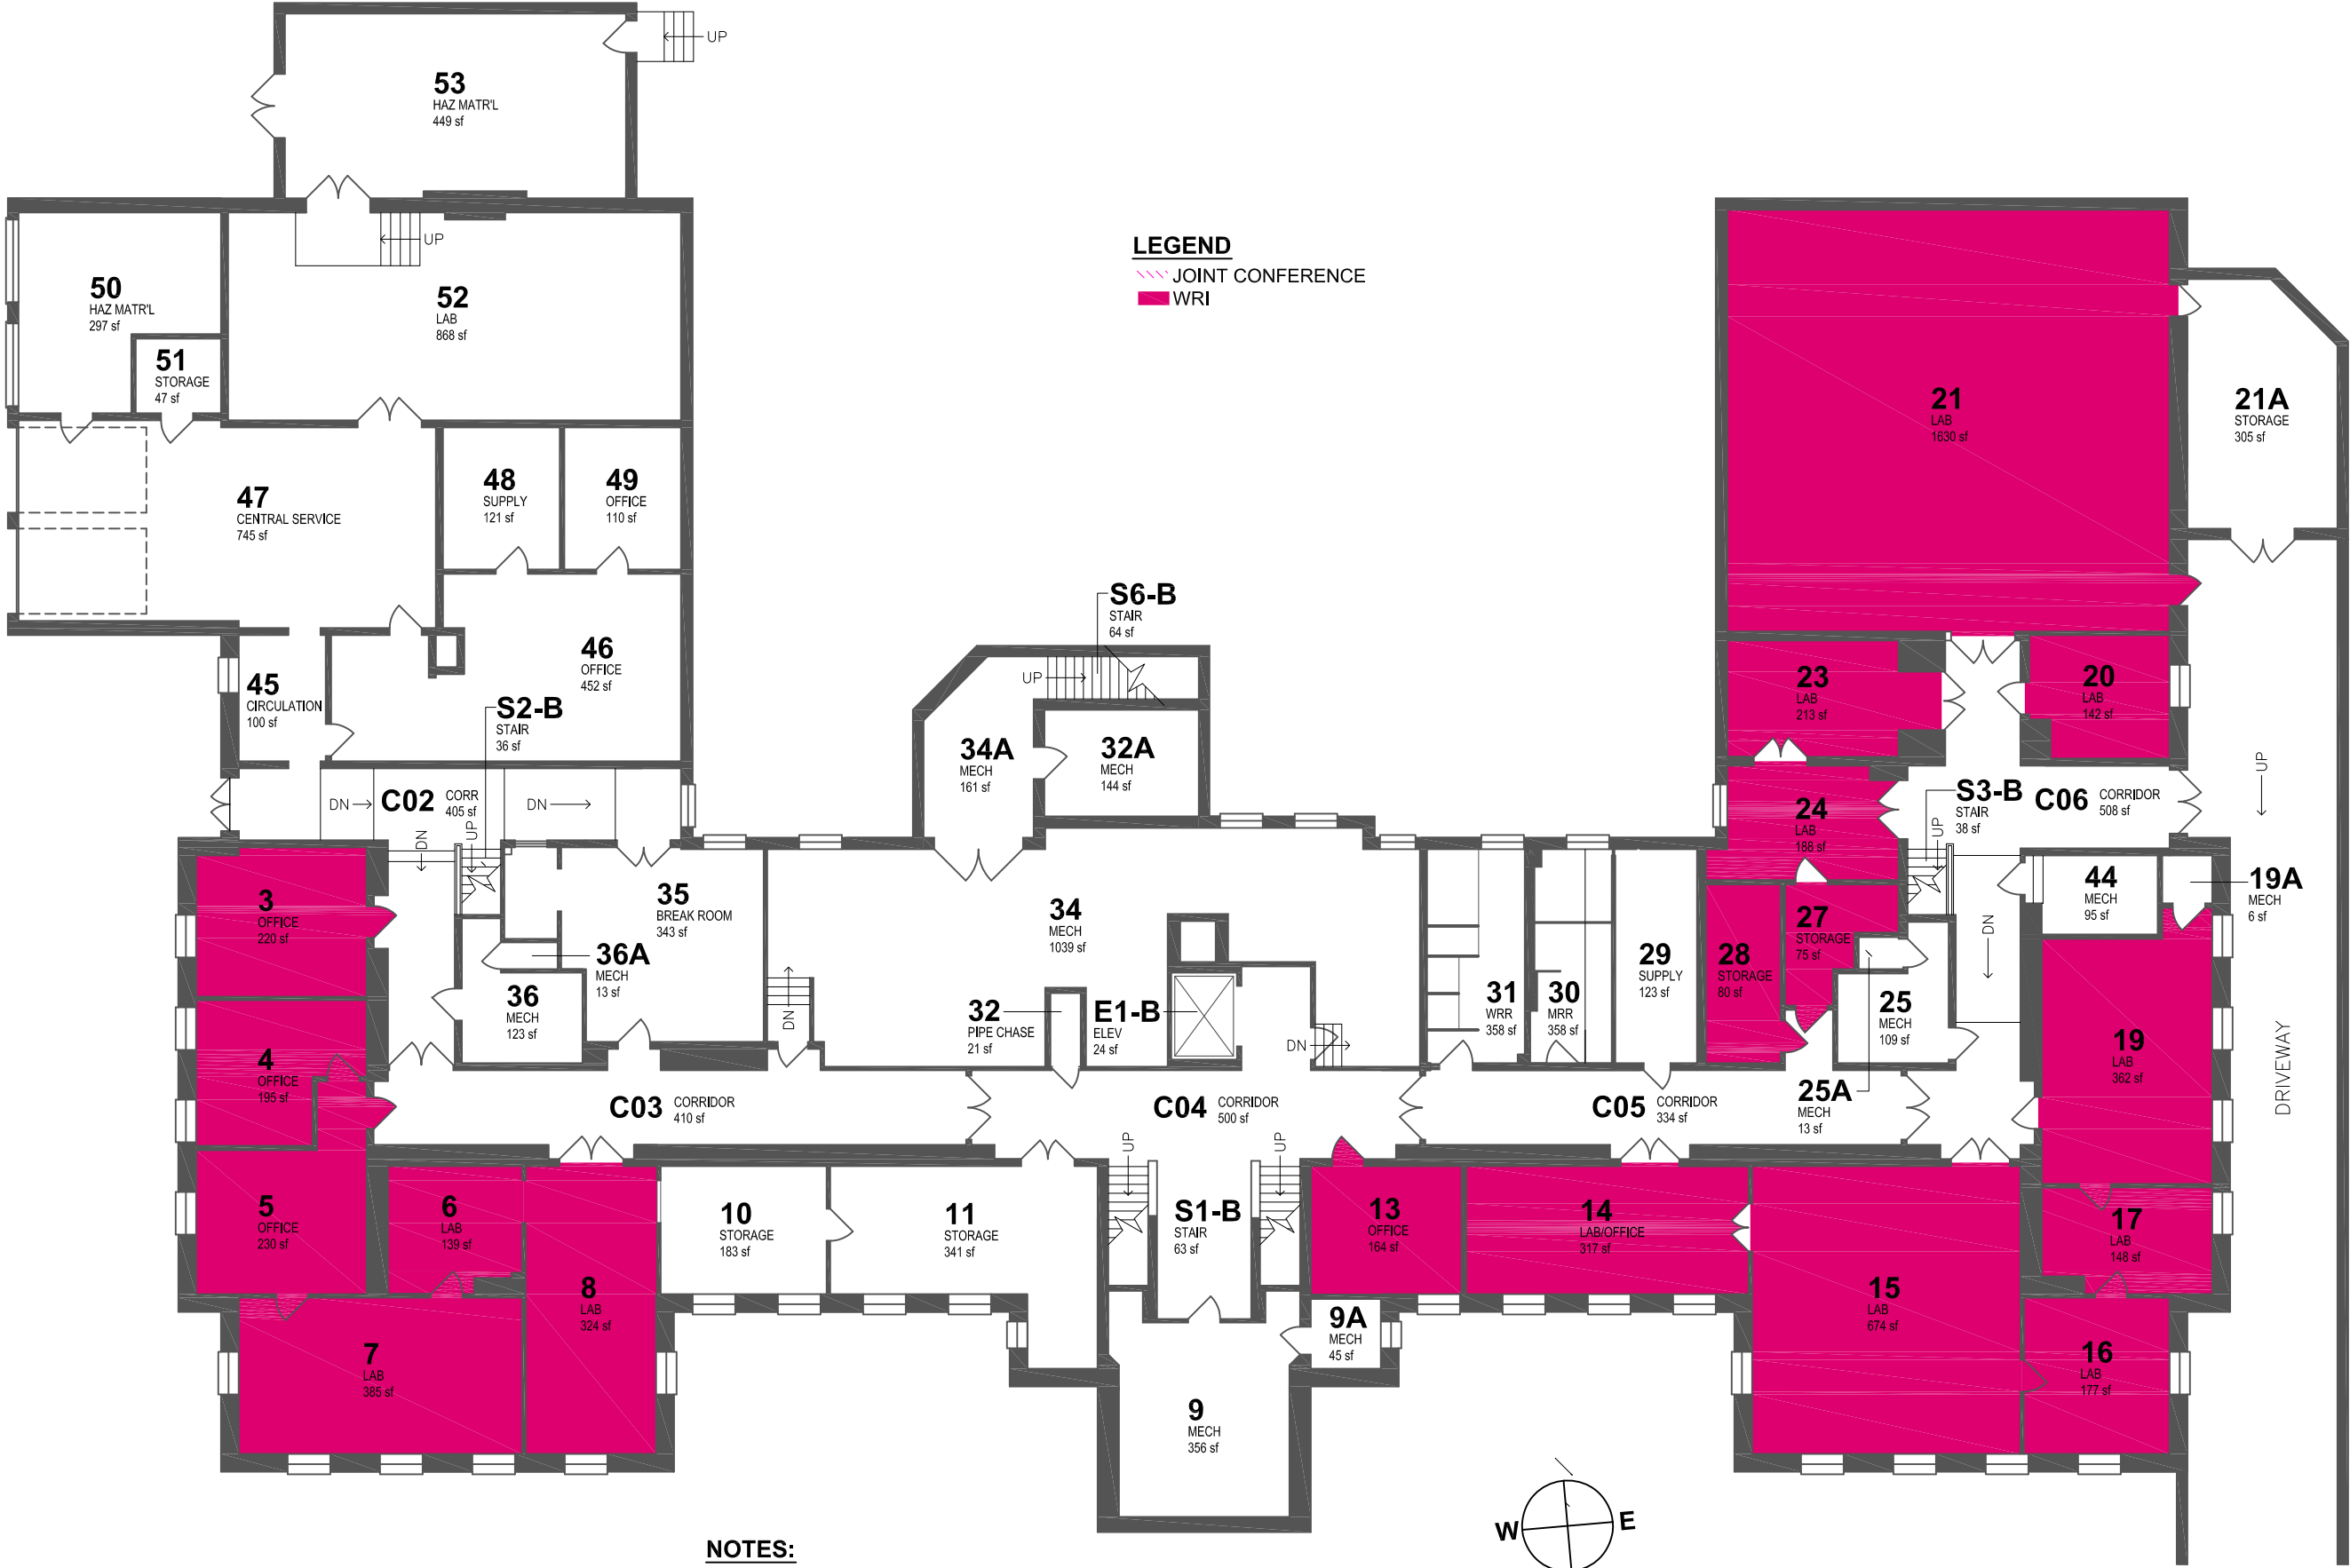 53
HAZ MATR'L
449 sf
UP
UP
50
HAZ MATR'L
297 sf
52
LAB
868 sf
51
STORAGE
47 sf
LEGEND
JOINT CONFERENCE
WRI
21
LAB
1630 sf
21A
STORAGE
305 sf
47
CENTRAL SERVICE
745 sf
48
SUPPLY
121 sf
49
OFFICE
110 sf
S6-B
STAIR
64 sf
UP
46
OFFICE
452 sf
45
CIRCULATION
100 sf
S2-B
STAIR
36 sf
34A
MECH
161 sf
32A
MECH
144 sf
23
LAB
213 sf
20
LAB
142 sf
DN
C02
CORR
405 sf
DN
DN
UP
24
LAB
188 sf
S3-B
STAIR
38 sf
C06
CORRIDOR
508 sf
UP
UP
3
OFFICE
220 sf
35
BREAK ROOM
343 sf
36A
MECH
13 sf
36
MECH
123 sf
34
MECH
1039 sf
DN
32
PIPE CHASE
21 sf
E1-B
ELEV
24 sf
DN
31
WRR
358 sf
30
MRR
358 sf
29
SUPPLY
123 sf
28
STORAGE
80 sf
27
STORAGE
75 sf
25
MECH
109 sf
DN
44
MECH
95 sf
19A
MECH
6 sf
4
OFFICE
195 sf
19
LAB
362 sf
DRIVEWAY
C03
CORRIDOR
410 sf
C04
CORRIDOR
500 sf
C05
CORRIDOR
334 sf
25A
MECH
13 sf
UP
UP
5
OFFICE
230 sf
6
LAB
139 sf
10
STORAGE
183 sf
11
STORAGE
341 sf
S1-B
STAIR
63 sf
13
OFFICE
164 sf
14
LAB/OFFICE
317 sf
17
LAB
148 sf
8
LAB
324 sf
15
LAB
674 sf
7
LAB
385 sf
9A
MECH
45 sf
16
LAB
177 sf
9
MECH
356 sf
W
E
NOTES: